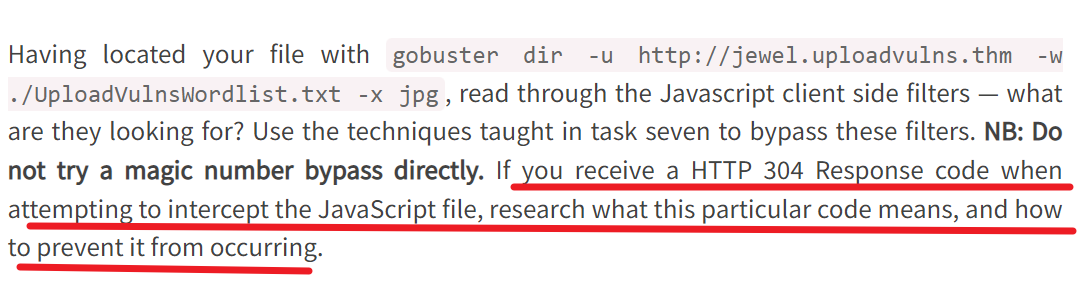 Having located your file with gobuster dir -u http://jewel.uploadvulns.thm -w
./UploadVulnsWordlist.txt -x jpg, read through the Javascript client side filters — what
are they looking for? Use the techniques taught in task seven to bypass these filters. NB: Do
not try a magic number bypass directly. If you receive a HTTP 304 Response code when
attempting to intercept the JavaScript file, research what this particular code means, and how
to prevent it from occurring.